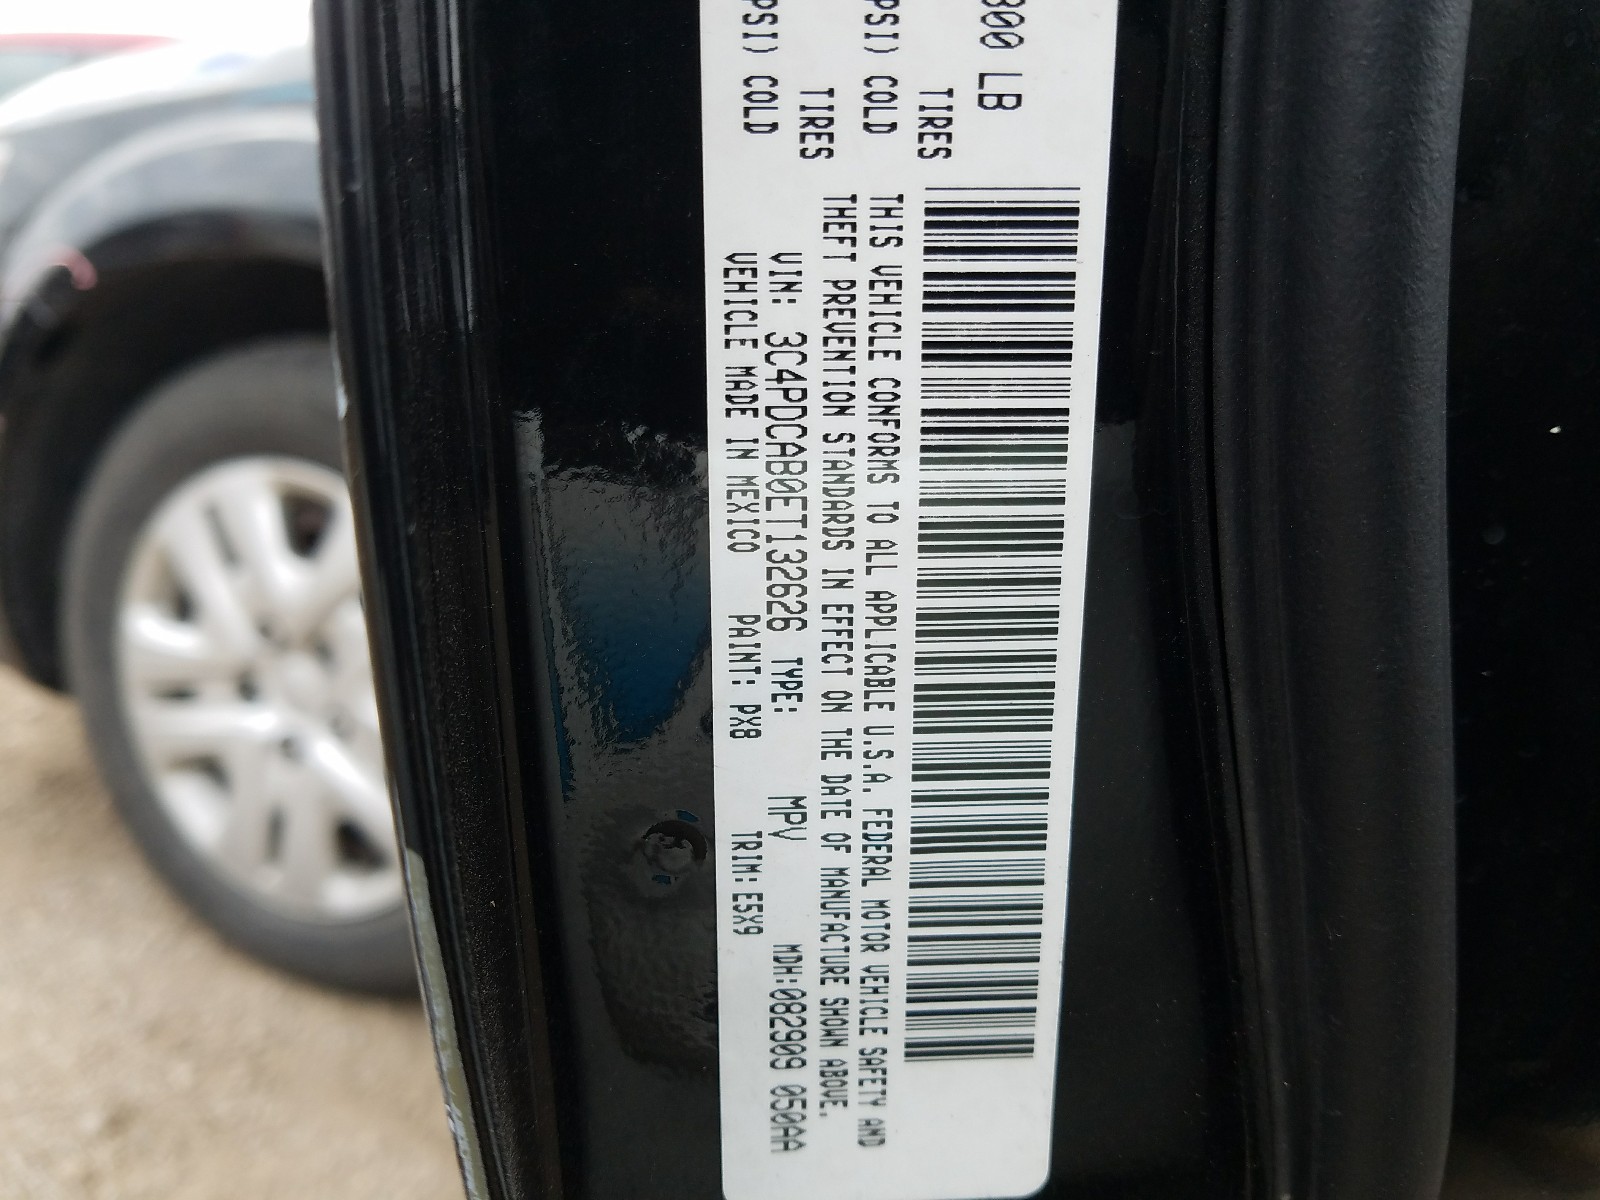 800 LB
TIRES
PSI) COLD
TIRES
PSI) COLD
THIS VEHICLE CONFORMS TO ALL APPLICABLE U.S.A. FEDERAL MOTOR VEHICLE SAFETY AND
THEFT PREVENTION STANDARDS IN EFFECT ON THE DATE OF MANUFACTURE SHOWN ABOVE.
VIN: 3C4PDCAB0ET132626 TYPE: MPV MDH:082909 050AA
VEHICLE MADE IN MEXICO PAINT: PX8 TRIM: E5X9